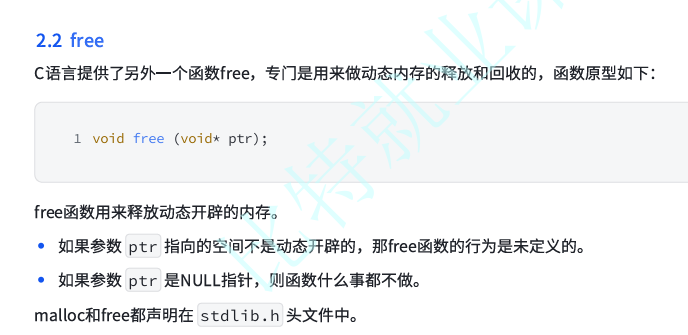 2.2 free
C语言提供了另外一个函数free，专门是用来做动态内存的释放和回收的，函数原型如下：
1 void free (void* ptr);
free函数用来释放动态开辟的内存。
• 如果参数 ptr 指向的空间不是动态开辟的，那free函数的行为是未定义的。
• 如果参数 ptr 是NULL指针，则函数什么事都不做。
malloc和free都声明在 stdlib.h 头文件中。
比特就业课